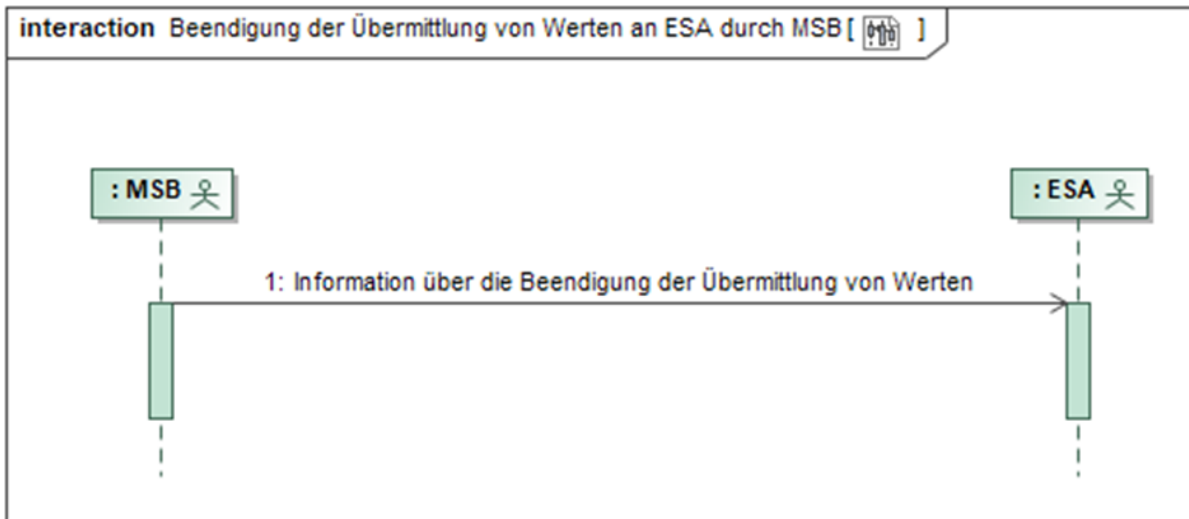 interaction Beendigung der Übermittlung von Werten an ESA durch MSB [ ]
: MSB
: ESA
1: Information über die Beendigung der Übermittlung von Werten